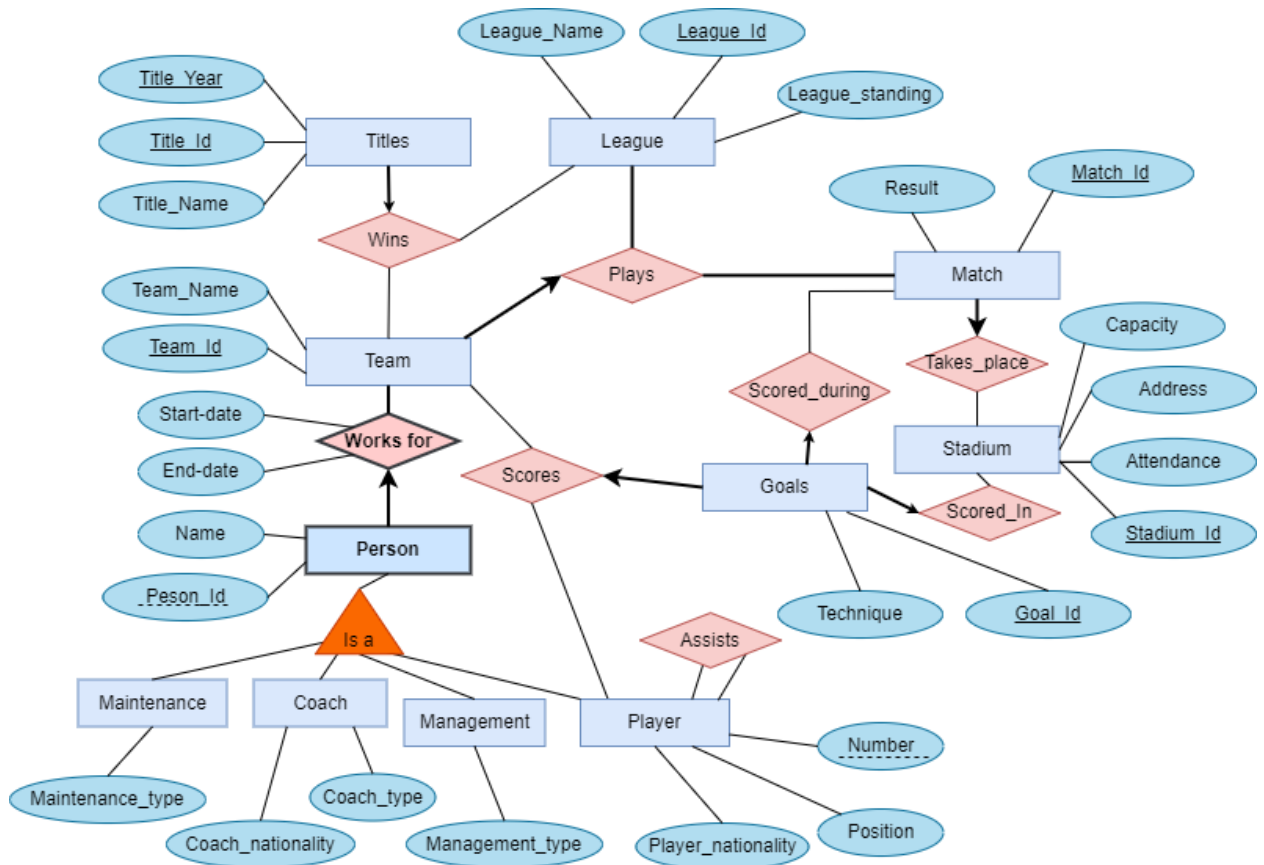 League_Name
League_Id
Title_Year
League_standing
Titles
League
Title_Id
Match_Id
Result
Title_Name
Wins
Plays
Match
Team_Name
Capacity
Team_Id
Team
Takes_place
Scored_during
Address
Start-date
Works for
Stadium
End-date
Attendance
Scores
Goals
Scored_In
Name
Stadium_Id
Person
Peson_Id
Technique
Goal_Id
Is a
Assists
Maintenance
Coach
Management
Player
Number
Maintenance_type
Coach_type
Position
Coach_nationality
Management_type
Player_nationality